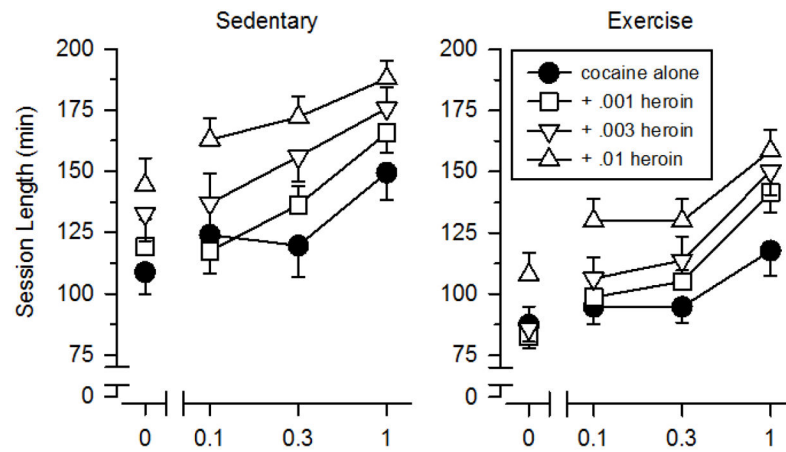 Sedentary
Exercise
Session Length (min)
200
175
150
125
100
75
0
0 0.1 0.3 1
200
175
150
125
100
75
0
0 0.1 0.3 1
cocaine alone
+ .001 heroin
+ .003 heroin
+ .01 heroin